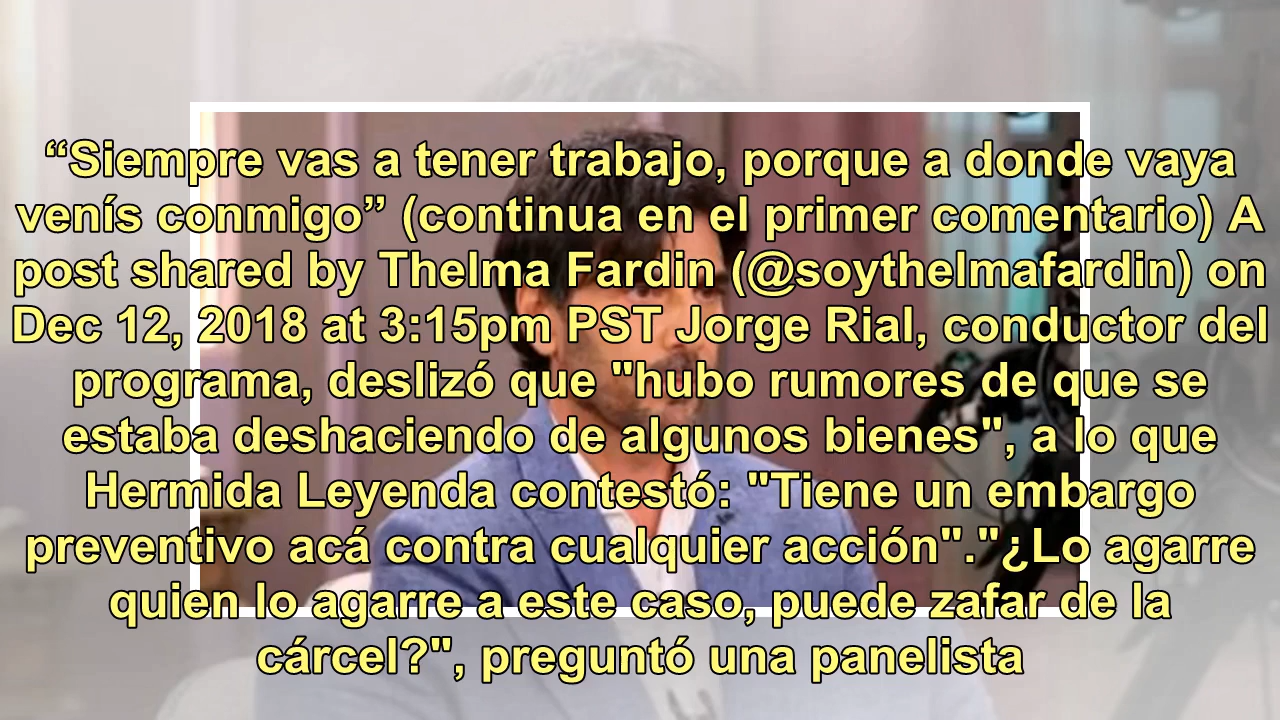 “Siempre vas a tener trabajo, porque a donde vaya
venís conmigo” (continua en el primer comentario) A
post shared by Thelma Fardin (@soythelmafardin) on
Dec 12, 2018 at 3:15pm PST Jorge Rial, conductor del
programa, deslizó que "hubo rumores de que se
estaba deshaciendo de algunos bienes", a lo que
Hermida Leyenda contestó: "Tiene un embargo
preventivo acá contra cualquier acción"."¿Lo agarre
quien lo agarre a este caso, puede zafar de la
cárcel?", preguntó una panelista